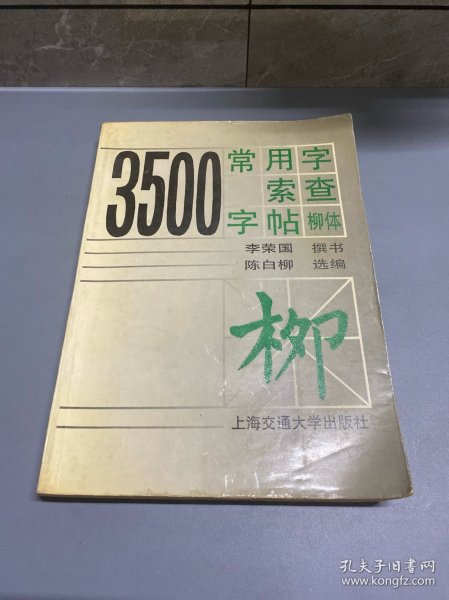 3500
常用字
索查
字帖 柳体
李荣国 撰书
陈白柳 选编
柳
上海交通大学出版社
孔夫子旧书网
www.kongfz.com